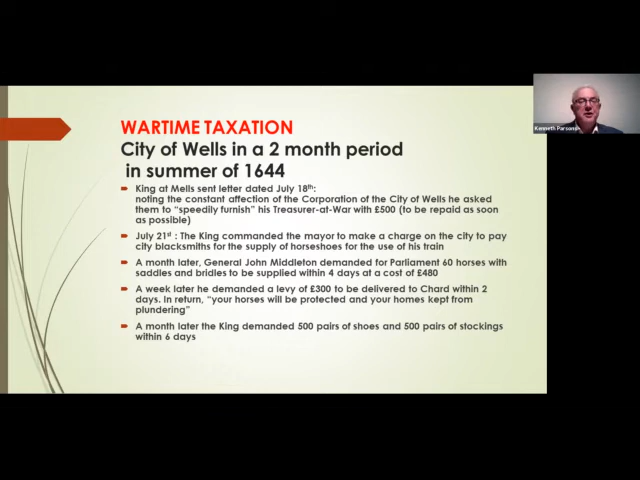 WARTIME TAXATION
City of Wells in a 2 month period
in summer of 1644
King at Mells sent letter dated July 18th:
noting the constant affection of the Corporation of the City of Wells he asked
them to “speedily furnish” his Treasurer-at-War with £500 (to be repaid as soon
as possible)
July 21st : The King commanded the mayor to make a charge on the city to pay
city blacksmiths for the supply of horseshoes for the use of his train
A month later, General John Middleton demanded for Parliament 60 horses with
saddles and bridles to be supplied within 4 days at a cost of £480
A week later he demanded a levy of £300 to be delivered to Chard within 2
days. In return, “your horses will be protected and your homes kept from
plundering”
A month later the King demanded 500 pairs of shoes and 500 pairs of stockings
within 6 days
Kenneth Parsons